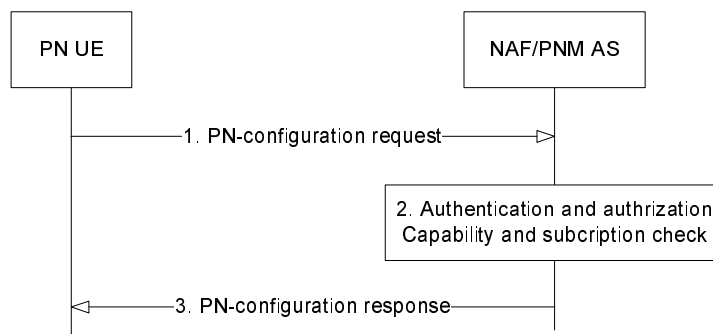 PN UE
NAF/PNM AS
1. PN-configuration request
2. Authentication and authrization
Capability and subcription check
3. PN-configuration response